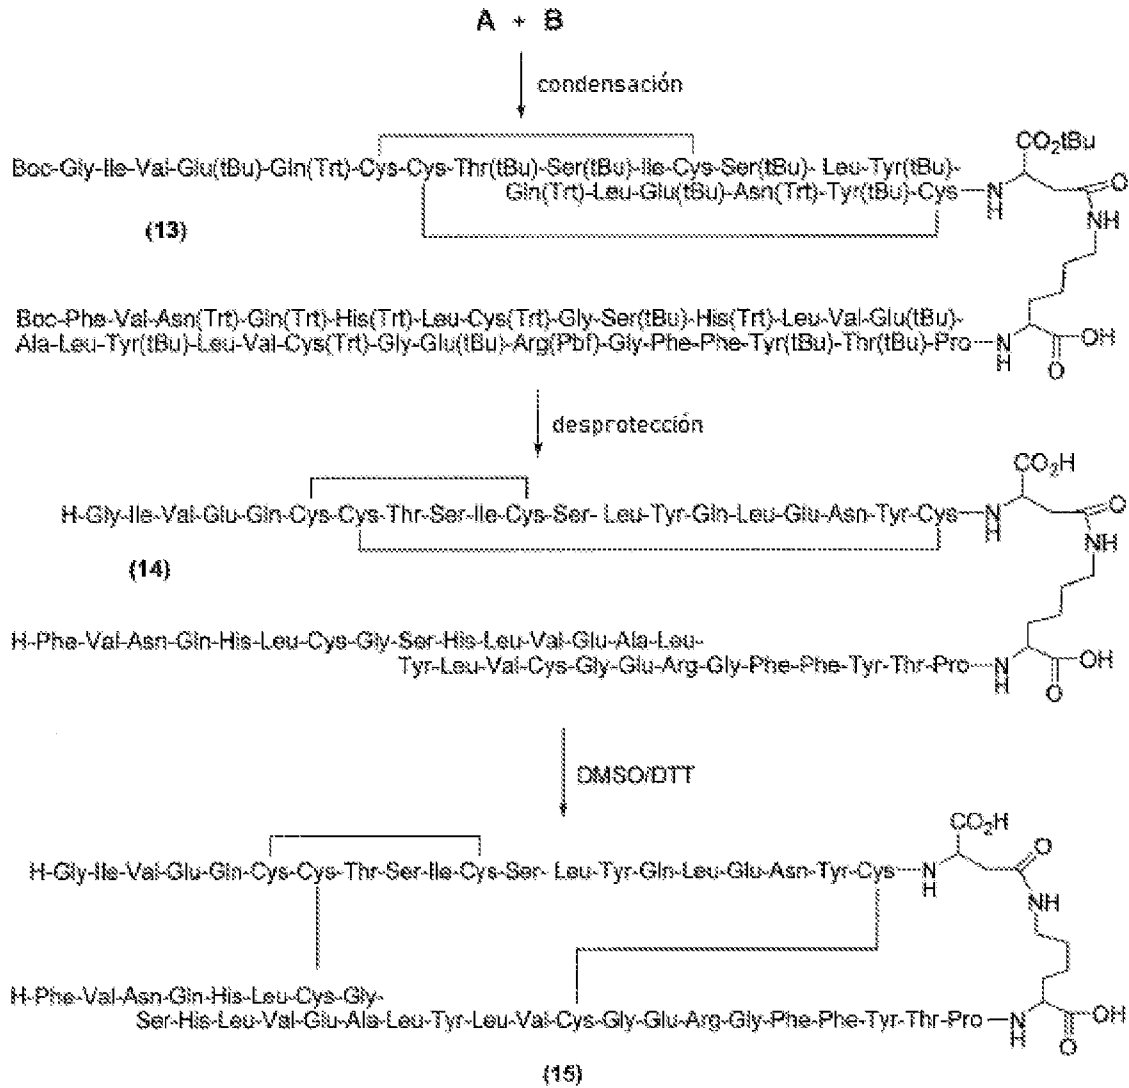 A + B
condensación
CO₂tBu
Boc-Gly-Ile-Val-Glu(tBu)-Gln(Trt)-Cys-Cys-Thr(tBu)-Ser(tBu)-Ile-Cys-Ser(tBu)- Leu-Tyr(tBu)-
Gln(Trt)-Leu-Glu(tBu)-Asn(Trt)-Tyr(tBu)-Cys
N
H
O
NH
(13)
Boc-Phe-Val-Asn(Trt)-Gln(Trt)-His(Trt)-Leu-Cys(Trt)-Gly-Ser(tBu)-His(Trt)-Leu-Val-Glu(tBu)-
Ala-Leu-Tyr(tBu)-Leu-Val-Cys(Trt)-Gly-Glu(tBu)-Arg(Pbf)-Gly-Phe-Phe-Tyr(tBu)-Thr(tBu)-Pro
N
H
OH
O
desprotección
CO₂H
H-Gly-Ile-Val-Glu-Gln-Cys-Cys-Thr-Ser-Ile-Cys-Ser- Leu-Tyr-Gln-Leu-Glu-Asn-Tyr-Cys
N
H
O
NH
(14)
H-Phe-Val-Asn-Gln-His-Leu-Cys-Gly-Ser-His-Leu-Val-Glu-Ala-Leu-
Tyr-Leu-Val-Cys-Gly-Glu-Arg-Gly-Phe-Phe-Tyr-Thr-Pro
N
H
OH
O
DMSO/DTT
CO₂H
H-Gly-Ile-Val-Glu-Gln-Cys-Cys-Thr-Ser-Ile-Cys-Ser- Leu-Tyr-Gln-Leu-Glu-Asn-Tyr-Cys
N
H
O
NH
H-Phe-Val-Asn-Gln-His-Leu-Cys-Gly-
Ser-His-Leu-Val-Glu-Ala-Leu-Tyr-Leu-Val-Cys-Gly-Glu-Arg-Gly-Phe-Phe-Tyr-Thr-Pro
N
H
OH
O
(15)